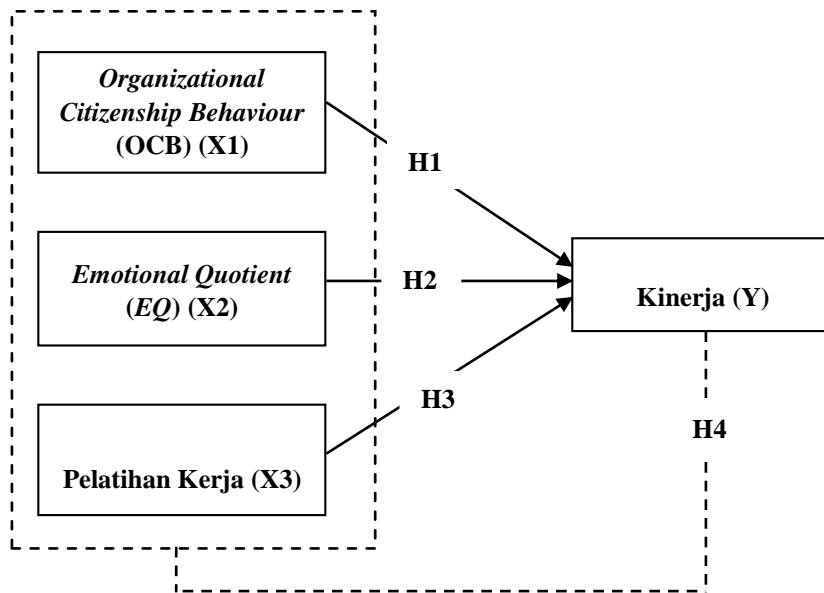 Organizational
Citizenship Behaviour
(OCB) (X1)
H1
Emotional Quotient
(EQ) (X2)
H2
Kinerja (Y)
H3
H4
Pelatihan Kerja (X3)